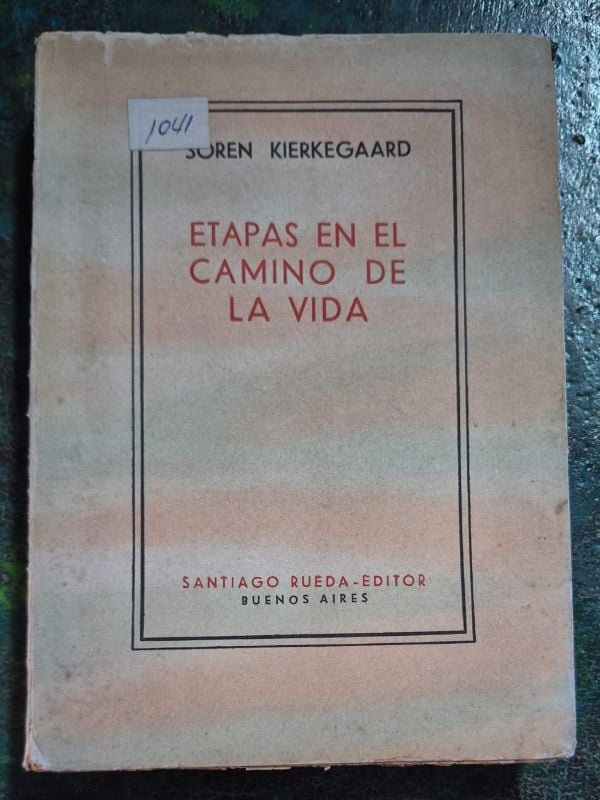 1041
SOREN KIERKEGAARD
ETAPAS EN EL
CAMINO DE
LA VIDA
SANTIAGO RUEDA-EDITOR
BUENOS AIRES